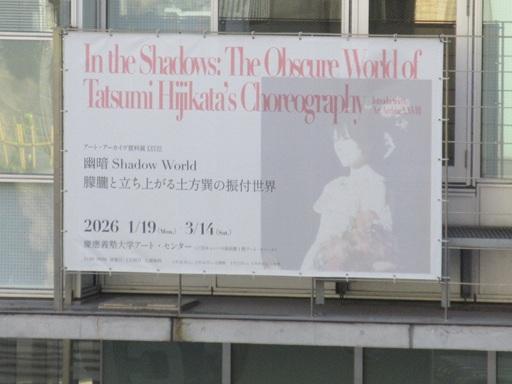 In the Shadows: The Obscure World of
Tatsumi Hijikata's Choreography
アート・アーカイヴ資料展
幽暗 Shadow World
朦朧と立ち上がる土方巽の振付世界
2026 1/19(Mon.) 3/14(Sat.)
慶應義塾大学アート・センター